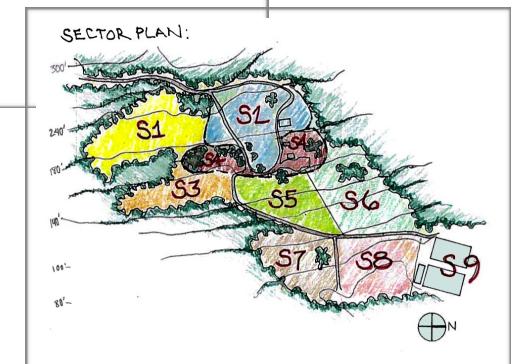 SECTOR PLAN:
300'
240'
S1
S2
S4
180'
S4
S3
S5
S6
140'
S7
S8
S9
100'
80'
N